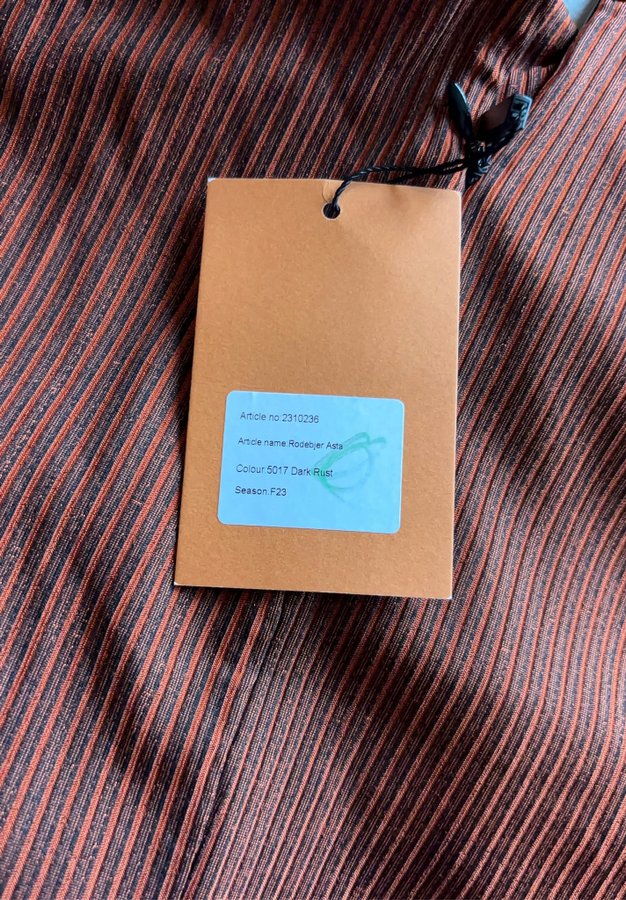 Article no:2310236
Article name:Rodebjer Asta
Colour:5017 Dark Rust
Season:F23